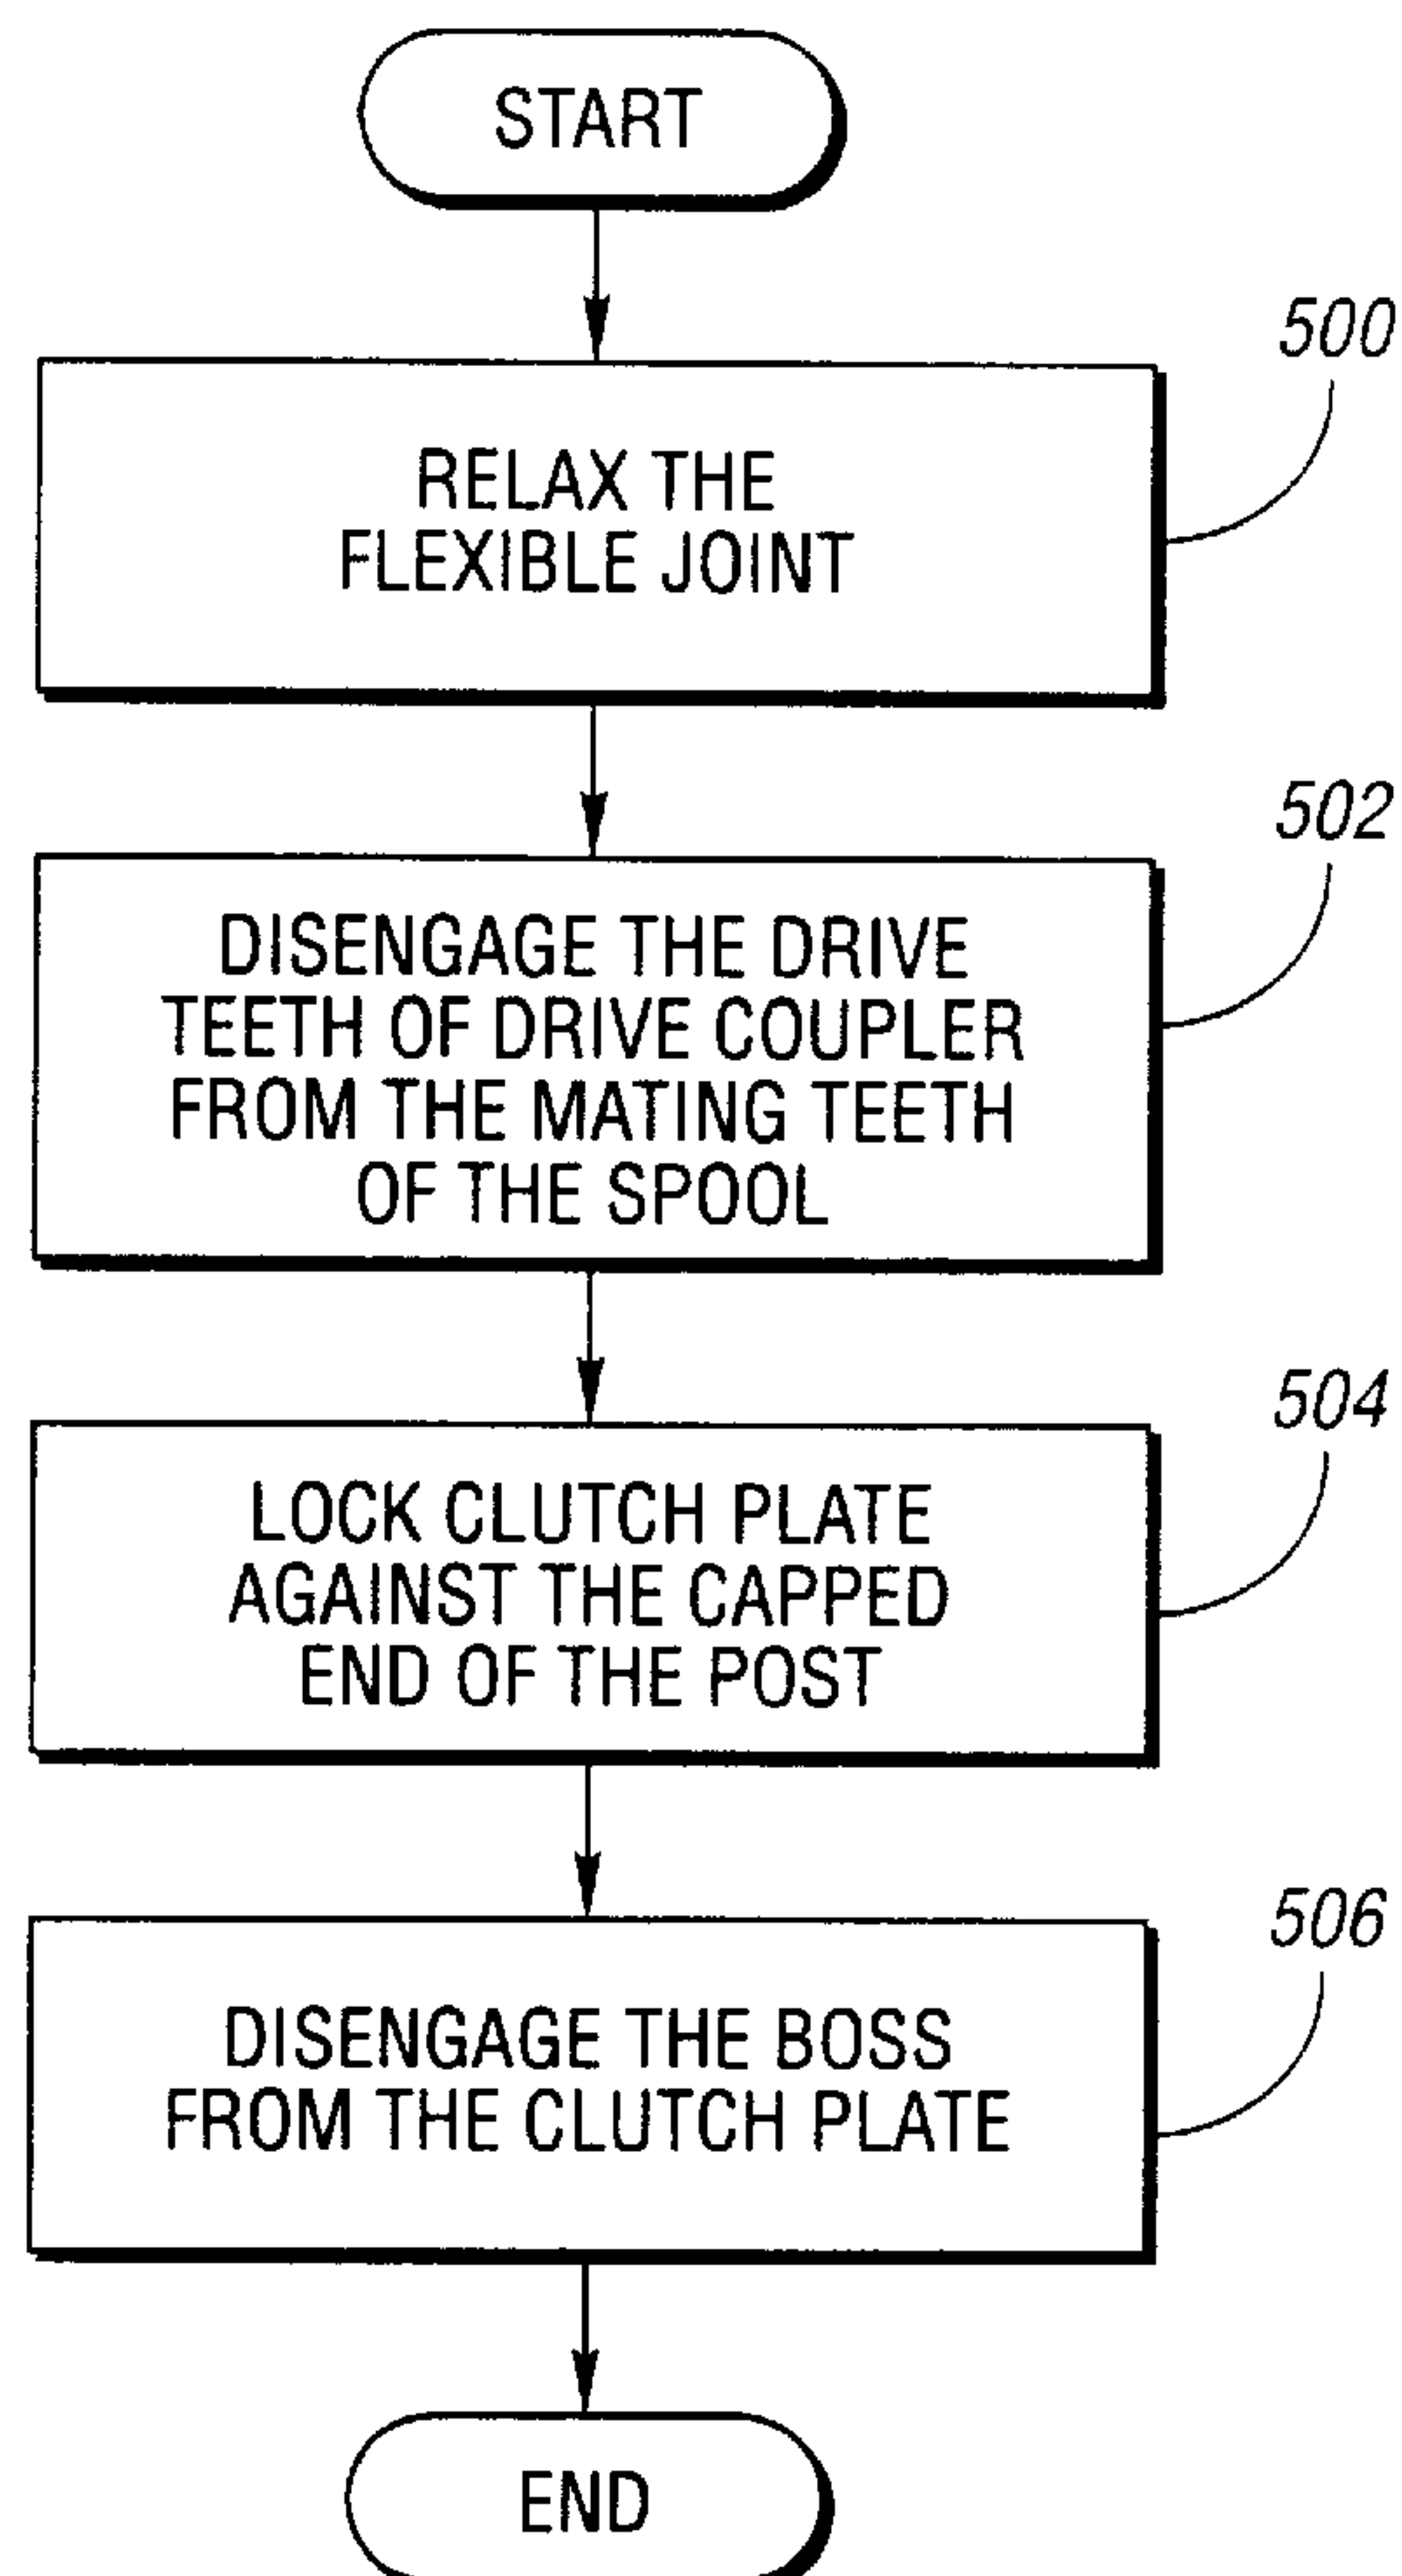 START
500
RELAX THE
FLEXIBLE JOINT
502
DISENGAGE THE DRIVE
TEETH OF DRIVE COUPLER
FROM THE MATING TEETH
OF THE SPOOL
504
LOCK CLUTCH PLATE
AGAINST THE CAPPED
END OF THE POST
506
DISENGAGE THE BOSS
FROM THE CLUTCH PLATE
END